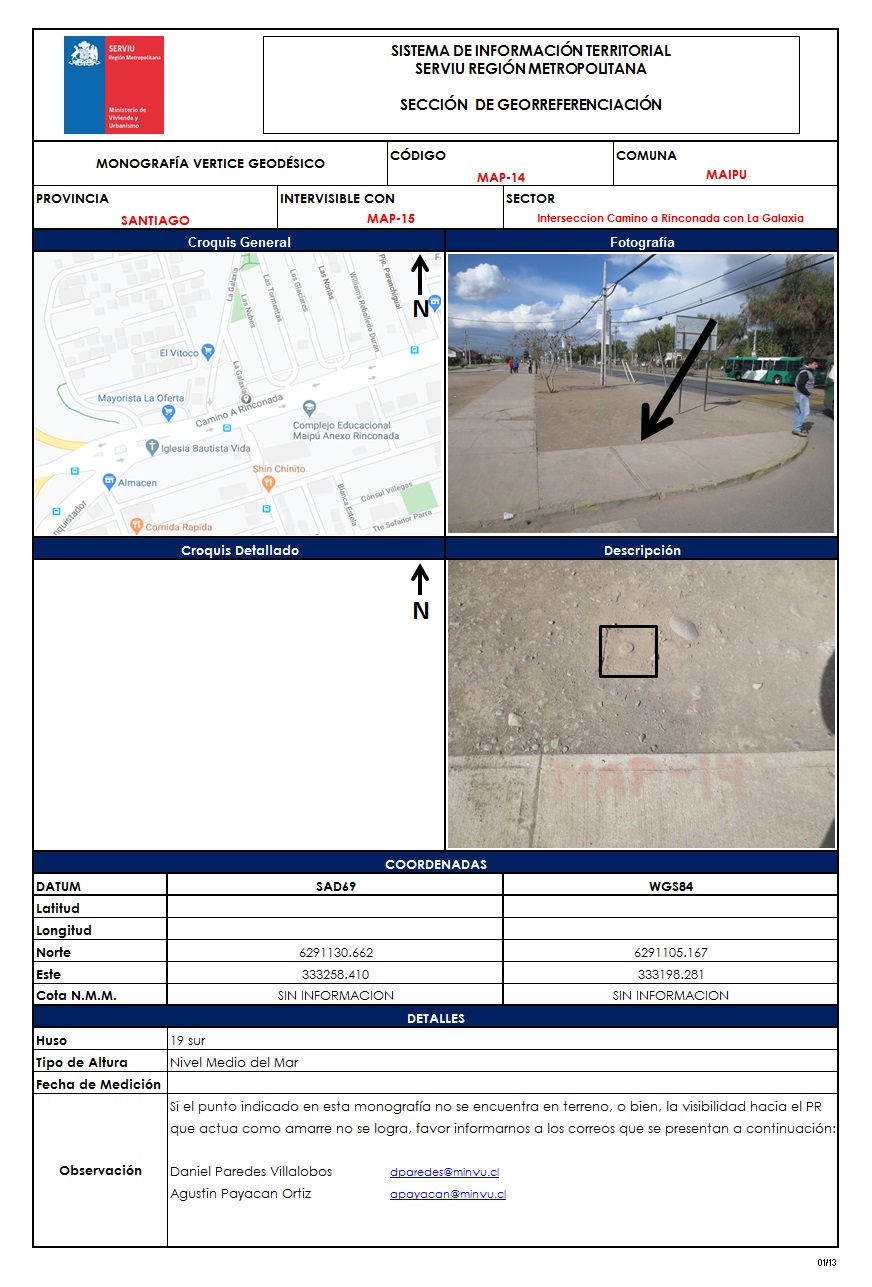 SERVIU
Región Metropolitana
Ministerio de
Vivienda y
Urbanismo
SISTEMA DE INFORMACIÓN TERRITORIAL
SERVIU REGIÓN METROPOLITANA
SECCIÓN DE GEORREFERENCIACIÓN
MONOGRAFÍA VERTICE GEODÉSICO
CÓDIGO
MAP-14
COMUNA
MAIPU
PROVINCIA
SANTIAGO
INTERVISIBLE CON
MAP-15
SECTOR
Interseccion Camino a Rinconada con La Galaxia
Croquis General
Fotografía
N
La Galaxia
Las Nubes
Las Tormentas
Los Glaciares
Las Norias
Williams Rebolledo Duran
Pje. Paranchigual
El Vitoco
La Galaxia
Mayorista La Oferta
Camino A Rinconada
Complejo Educacional
Maipú Anexo Rinconada
Iglesia Bautista Vida
Shin Chinito
Almacen
Cónsul Villegas
Blanca Estela
Tte Sofanor Parra
nquistador
Comida Rapida
Croquis Detallado
Descripción
N
MAP-14
COORDENADAS
DATUM SAD69 WGS84
Latitud
Longitud
Norte 6291130.662 6291105.167
Este 333258.410 333198.281
Cota N.M.M. SIN INFORMACION SIN INFORMACION
DETALLES
Huso 19 sur
Tipo de Altura Nivel Medio del Mar
Fecha de Medición
Observación
Si el punto indicado en esta monografía no se encuentra en terreno, o bien, la visibilidad hacia el PR
que actua como amarre no se logra, favor informarnos a los correos que se presentan a continuación:
Daniel Paredes Villalobos dparedes@minvu.cl
Agustin Payacan Ortiz apayacan@minvu.cl
01/13